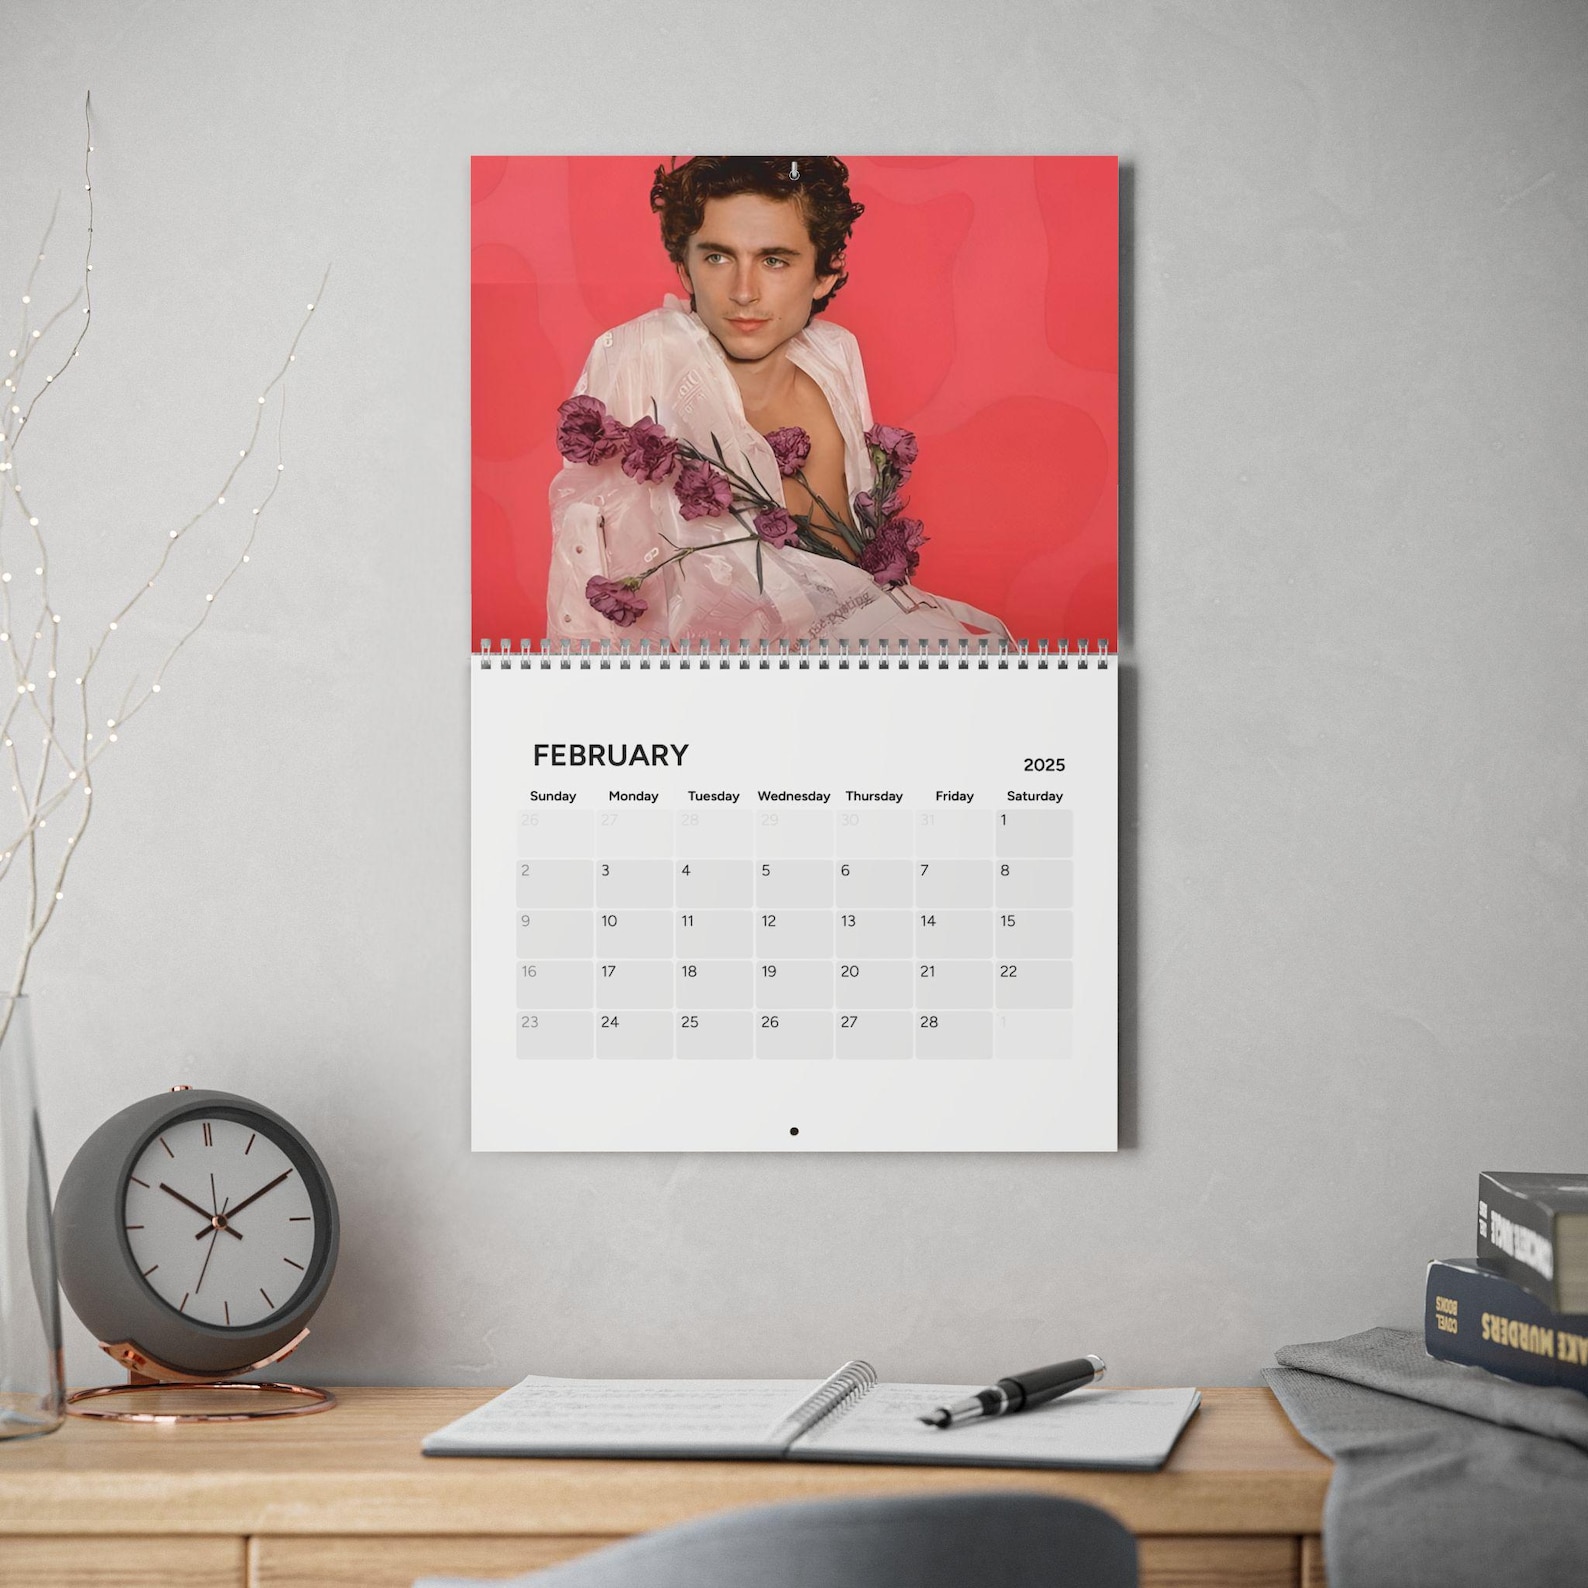 FEBRUARY
2025
Sunday Monday Tuesday Wednesday Thursday Friday Saturday
26 27 28 29 30 31 1
2 3 4 5 6 7 8
9 10 11 12 13 14 15
16 17 18 19 20 21 22
23 24 25 26 27 28 1
COVEL
BOOKS
AKE MURDERS